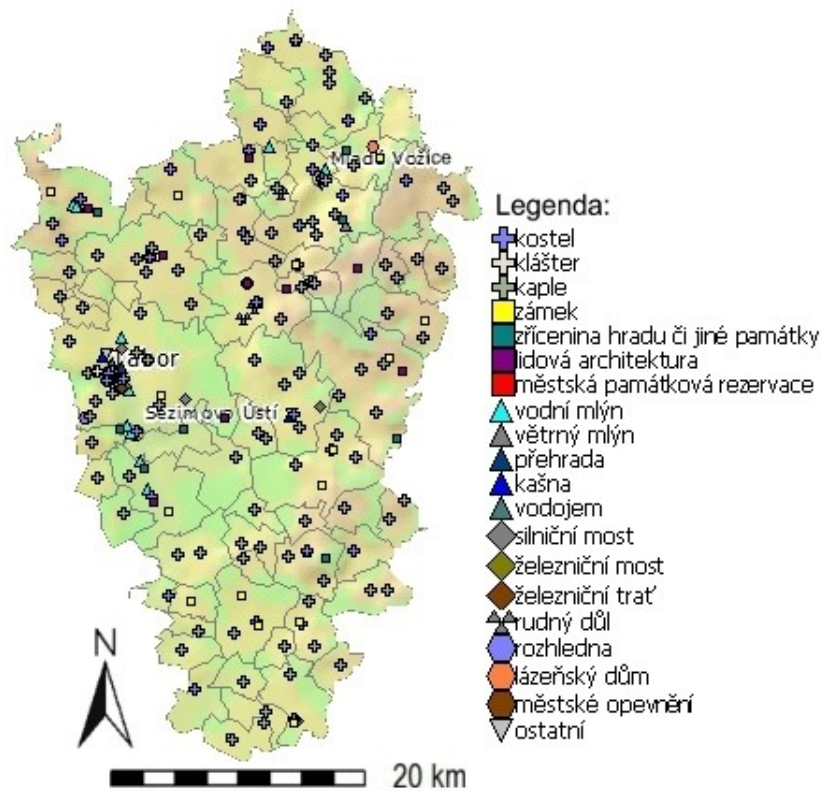 Mladá Vožice
Tábor
Sezimovo Ústí
Legenda:
kostel
klášter
kaple
zámek
zřícenina hradu či jiné památky
lidová architektura
městská památková rezervace
vodní mlýn
větrný mlýn
přehrada
kašna
vodojem
silniční most
železniční most
železniční trať
rudný důl
rozhledna
lázeňský dům
městské opevnění
ostatní
N
20 km